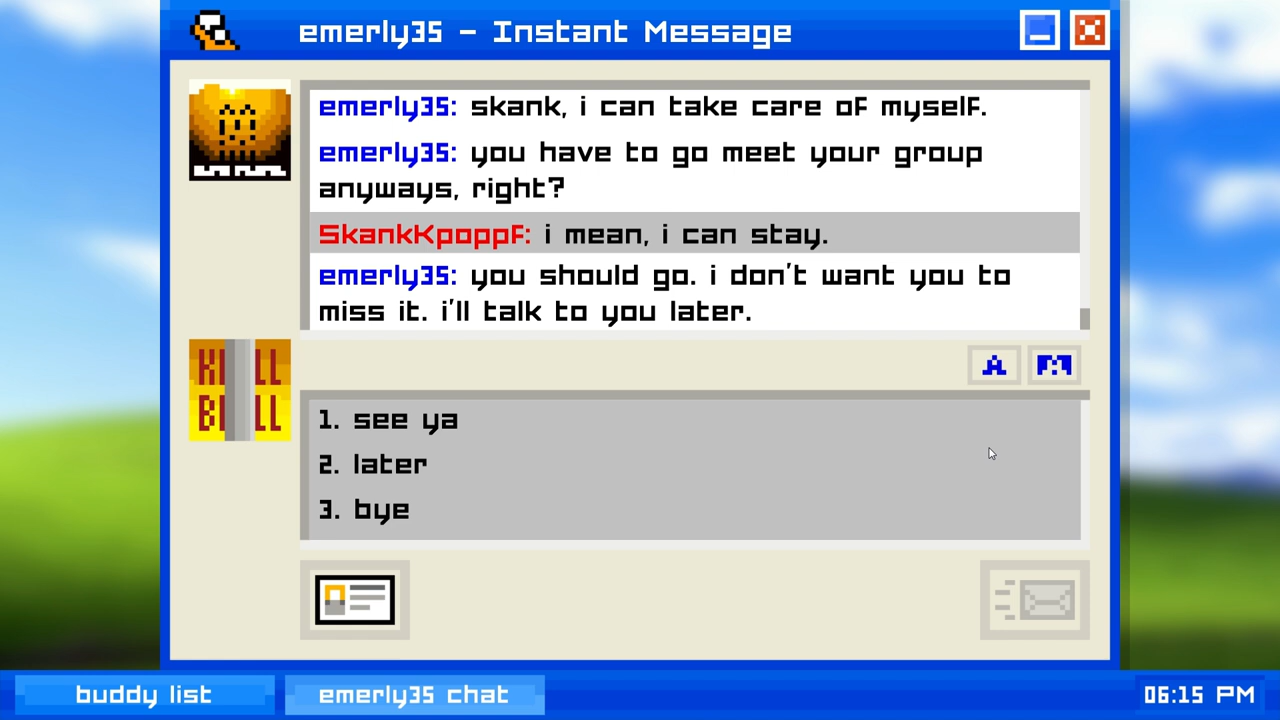 emerly35 - Instant Message
emerly35: skank, i can take care of myself.
emerly35: you have to go meet your group
anyways, right?
SkankKpoppf: i mean, i can stay.
emerly35: you should go. i don't want you to
miss it. i'll talk to you later.
KILL
BILL
A
1. see ya
2. later
3. bye
buddy list
emerly35 chat
06:15 PM